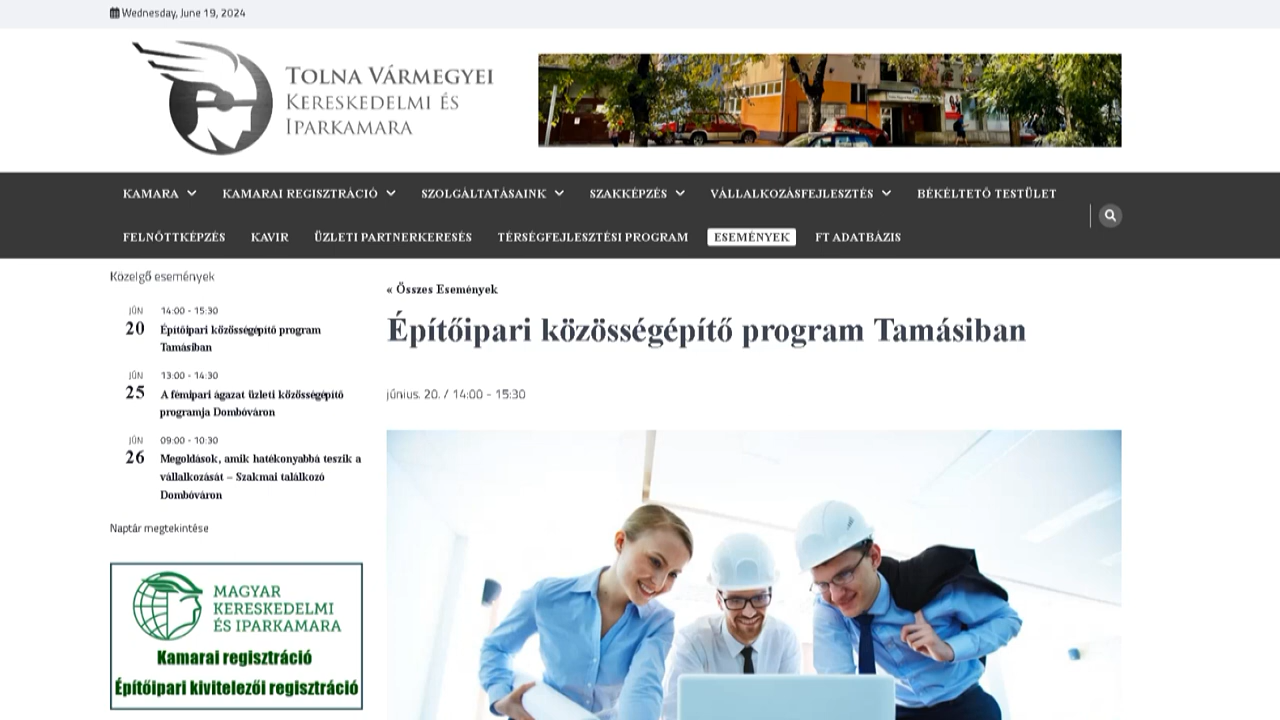 Wednesday, June 19, 2024
TOLNA VÁRMEGYEI
KERESKEDELMI ÉS
IPARKAMARA
KAMARA
KAMARAI REGISZTRÁCIÓ
SZOLGÁLTATÁSAINK
SZAKKÉPZÉS
VÁLLALKOZÁSFEJLESZTÉS
BÉKÉLTETŐ TESTÜLET
FELNŐTTKÉPZÉS
KAVIR
ÜZLETI PARTNERKERESÉS
TÉRSÉGFEJLESZTÉSI PROGRAM
ESEMÉNYEK
FT ADATBÁZIS
Közelgő események
JÚN
20
14:00 - 15:30
Építőipari közösségépítő program
Tamásiban
JÚN
25
13:00 - 14:30
A fémipari ágazat üzleti közösségépítő
programja Dombóváron
JÚN
26
09:00 - 10:30
Megoldások, amik hatékonyabbá teszik a
vállalkozását – Szakmai találkozó
Dombóváron
Naptár megtekintése
MAGYAR
KERESKEDELMI
ÉS IPARKAMARA
Kamarai regisztráció
Építőipari kivitelezői regisztráció
« Összes Események
Építőipari közösségépítő program Tamásiban
június. 20. / 14:00 - 15:30